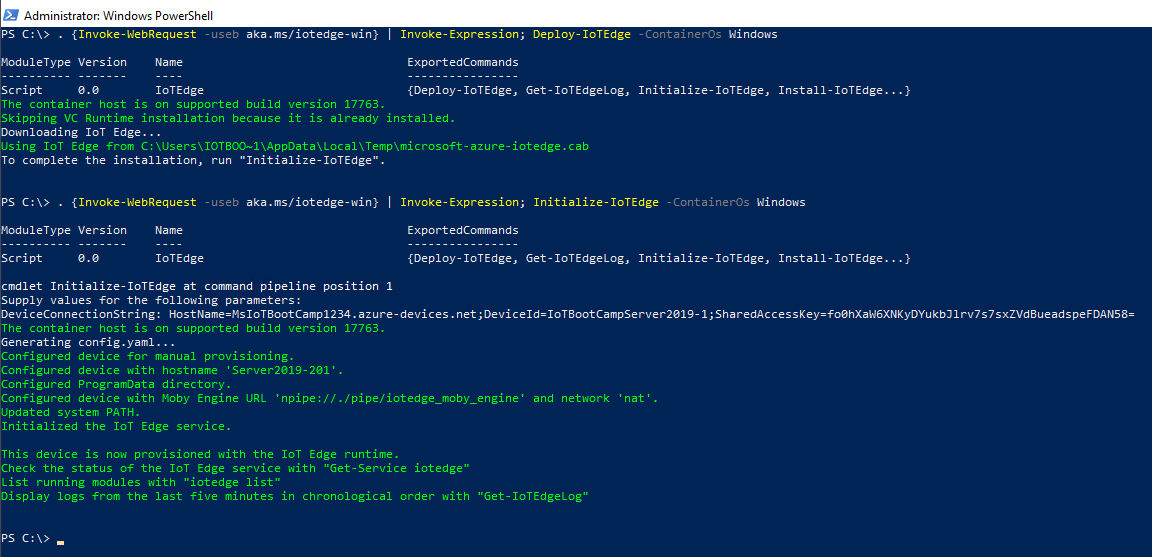 Administrator: Windows PowerShell
PS C:\> . {Invoke-WebRequest -useb aka.ms/iotedge-win} | Invoke-Expression; Deploy-IoTEdge -ContainerOs Windows
ModuleType Version    Name                                ExportedCommands
---------- -------    ----                                ----------------
Script     0.0        IoTEdge                             {Deploy-IoTEdge, Get-IoTEdgeLog, Initialize-IoTEdge, Install-IoTEdge...}
The container host is on supported build version 17763.
Skipping VC Runtime installation because it is already installed.
Downloading IoT Edge...
Using IoT Edge from C:\Users\IOTBOO~1\AppData\Local\Temp\microsoft-azure-iotedge.cab
To complete the installation, run "Initialize-IoTEdge".
PS C:\> . {Invoke-WebRequest -useb aka.ms/iotedge-win} | Invoke-Expression; Initialize-IoTEdge -ContainerOs Windows
ModuleType Version    Name                                ExportedCommands
---------- -------    ----                                ----------------
Script     0.0        IoTEdge                             {Deploy-IoTEdge, Get-IoTEdgeLog, Initialize-IoTEdge, Install-IoTEdge...}
cmdlet Initialize-IoTEdge at command pipeline position 1
Supply values for the following parameters:
DeviceConnectionString: HostName=MsIoTBootCamp1234.azure-devices.net;DeviceId=IoTBootCampServer2019-1;SharedAccessKey=fo0hXaW6XNKyDYukbJlrv7s7sxZVdBueadspeFDAN58=
The container host is on supported build version 17763.
Generating config.yaml...
Configured device for manual provisioning.
Configured device with hostname 'Server2019-201'.
Configured ProgramData directory.
Configured device with Moby Engine URL 'npipe://./pipe/iotedge_moby_engine' and network 'nat'.
Updated system PATH.
Initialized the IoT Edge service.
This device is now provisioned with the IoT Edge runtime.
Check the status of the IoT Edge service with "Get-Service iotedge"
List running modules with "iotedge list"
Display logs from the last five minutes in chronological order with "Get-IoTEdgeLog"
PS C:\>